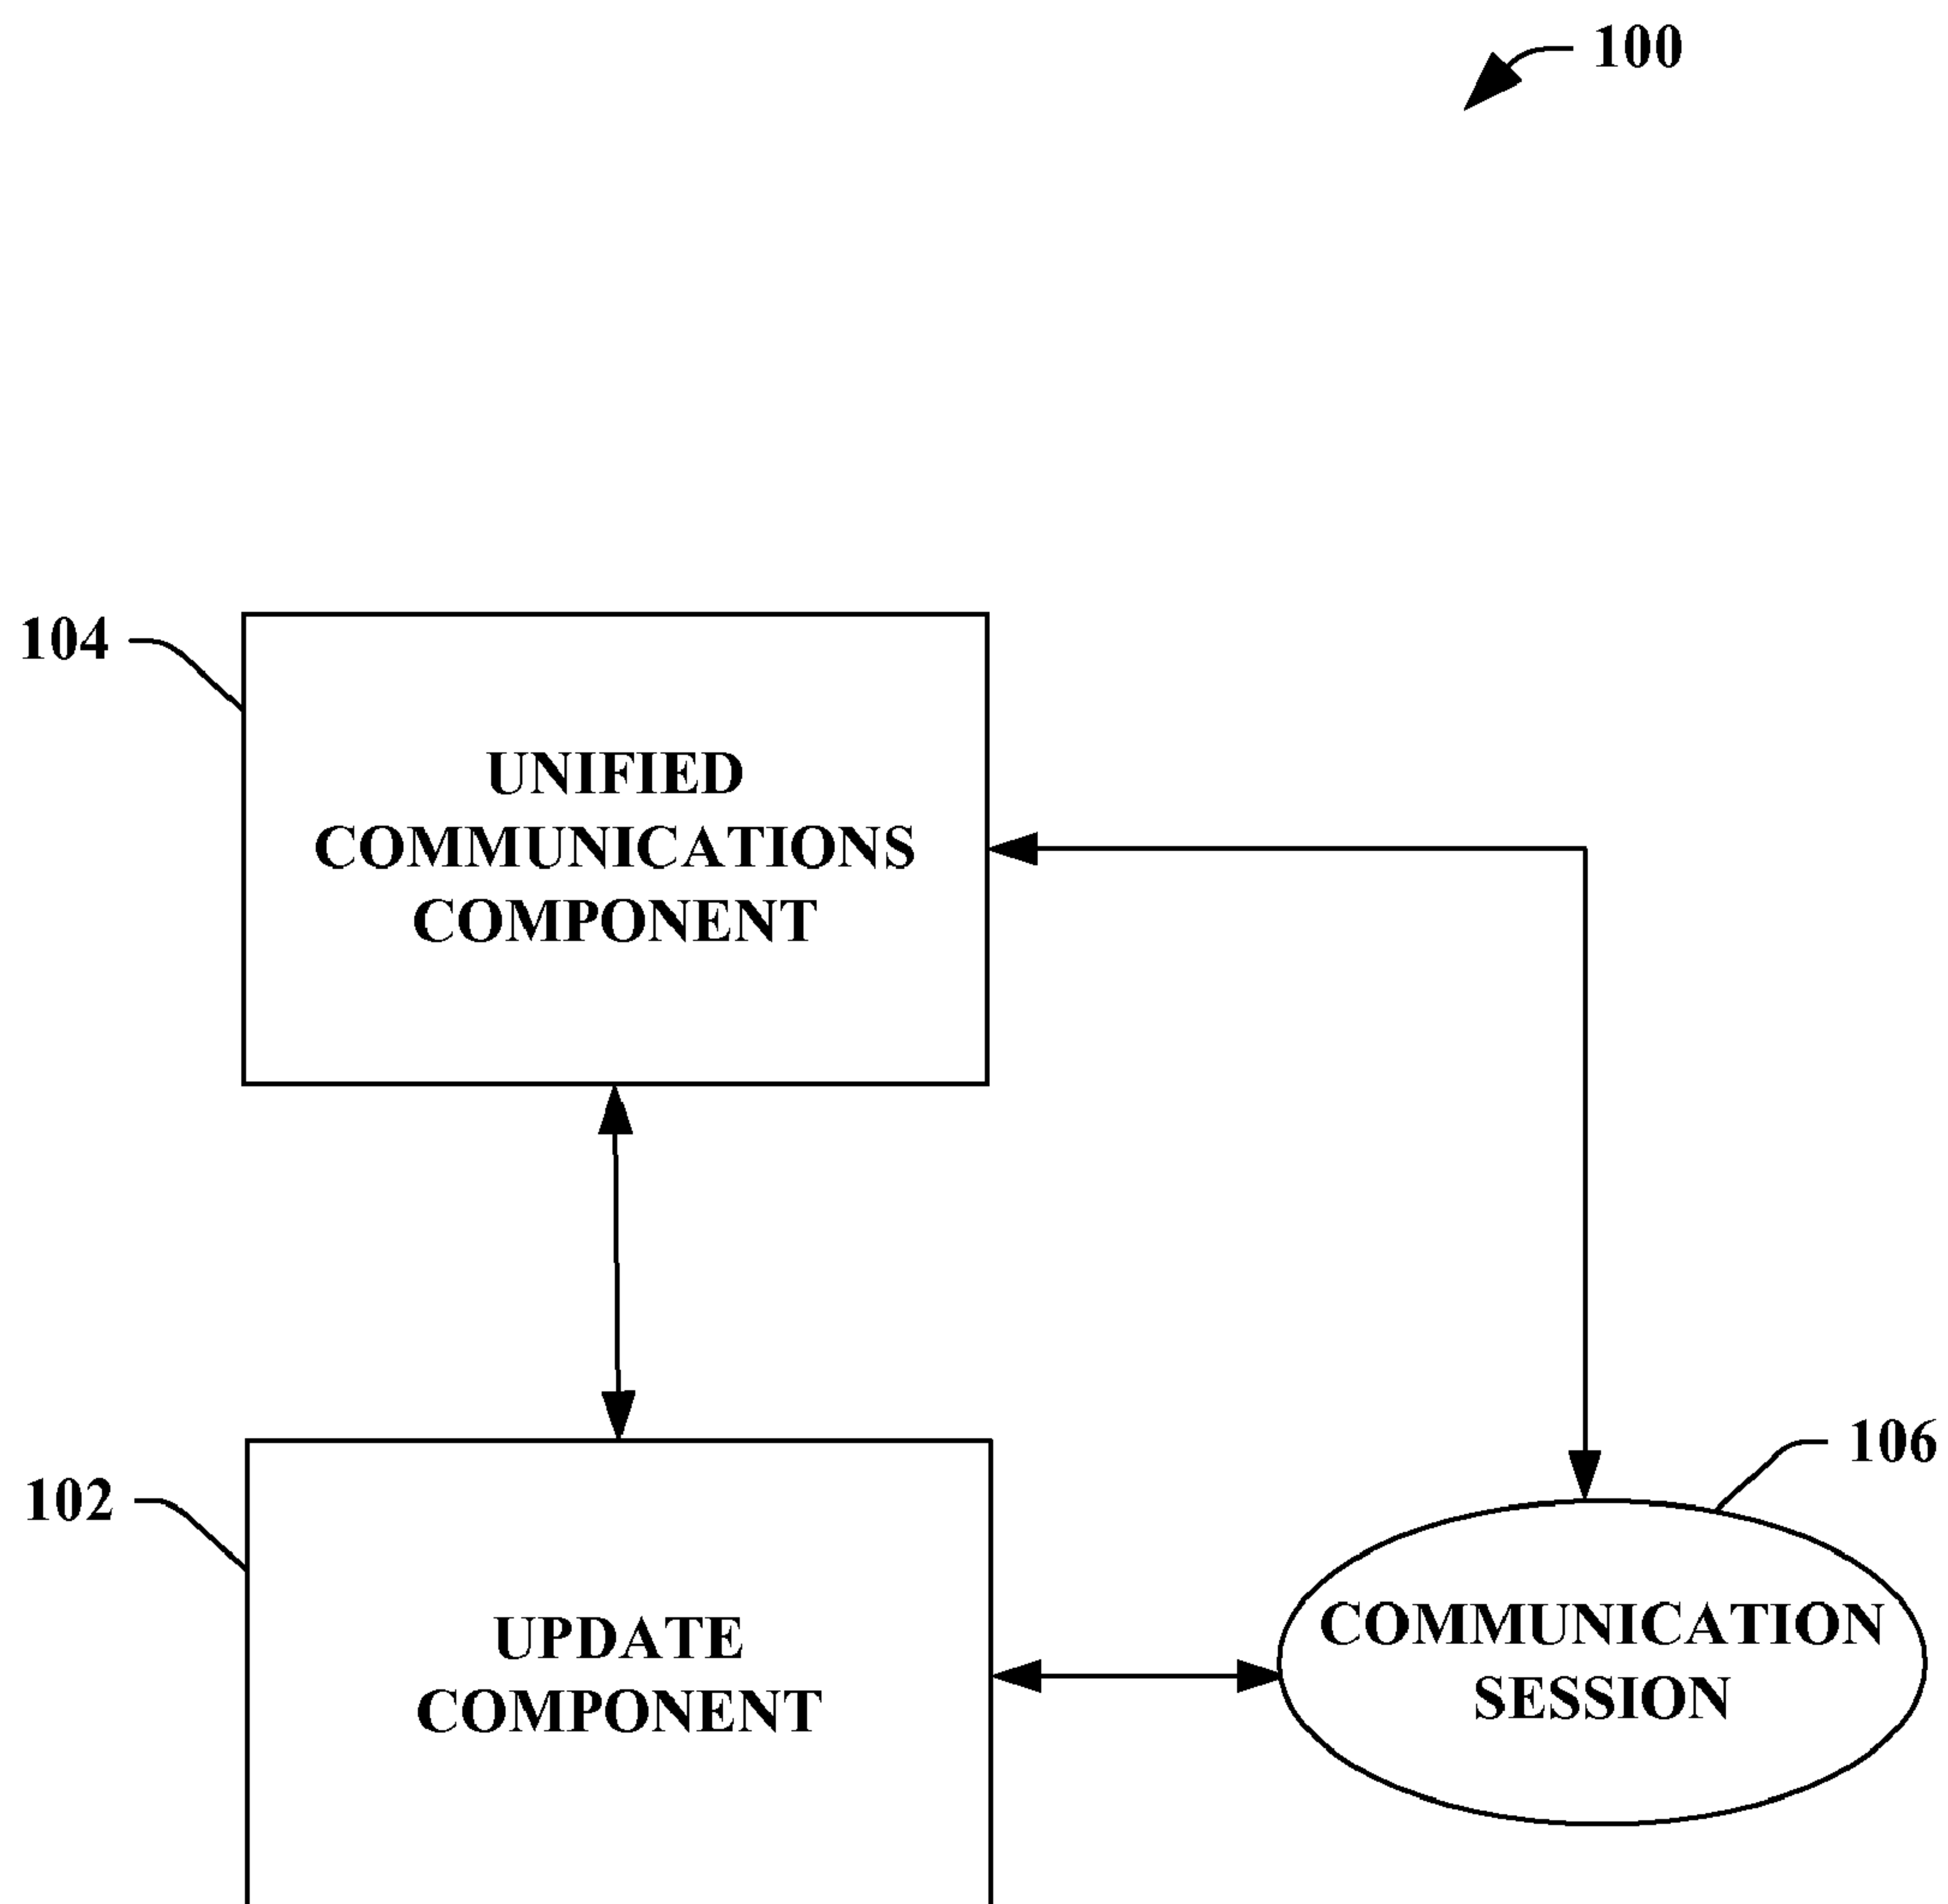 100
104
UNIFIED
COMMUNICATIONS
COMPONENT
106
102
COMMUNICATION
SESSION
UPDATE
COMPONENT